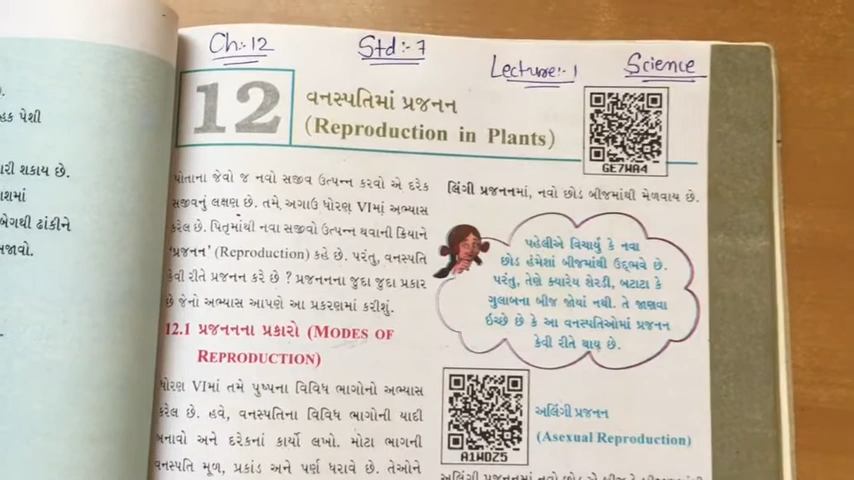 Ch:- 12
Std:- 7
Lecture:- 1
Science
12
વનસ્પતિમાં પ્રજનન
(Reproduction in Plants)
GE7WA4
હક પેશી
રી શકાય છે.
શમાં
બેગથી ઢાંકીને
જાવો.
પોતાના જેવો જ નવો સજીવ ઉત્પન્ન કરવો એ દરેક
સજીવનું લક્ષણ છે. તમે અગાઉ ધોરણ VIમાં અભ્યાસ
કરેલ છે. પિતૃમાંથી નવા સજીવો ઉત્પન્ન થવાની ક્રિયાને
'પ્રજનન' (Reproduction) કહે છે. પરંતુ, વનસ્પતિ
કેવી રીતે પ્રજનન કરે છે ? પ્રજનનના જુદા જુદા પ્રકાર
છે જેનો અભ્યાસ આપણે આ પ્રકરણમાં કરીશું.
12.1 પ્રજનનના પ્રકારો (MODES OF
REPRODUCTION)
ધોરણ VIમાં તમે પુષ્પના વિવિધ ભાગોનો અભ્યાસ
કરેલ છે. હવે, વનસ્પતિના વિવિધ ભાગોની યાદી
બનાવો અને દરેકનાં કાર્યો લખો. મોટા ભાગની
વનસ્પતિ મૂળ, પ્રકાંડ અને પર્ણ ધરાવે છે. તેઓને
લિંગી પ્રજનનમાં, નવો છોડ બીજમાંથી મેળવાય છે.
પહેલીએ વિચાર્યું કે નવા
છોડ હંમેશાં બીજમાંથી ઉદ્ભવે છે.
પરંતુ, તેણે ક્યારેય શેરડી, બટાટા કે
ગુલાબના બીજ જોયાં નથી. તે જાણવા
ઇચ્છે છે કે આ વનસ્પતિઓમાં પ્રજનન
કેવી રીતે થાય છે.
A1WDZ5
અલિંગી પ્રજનન
(Asexual Reproduction)